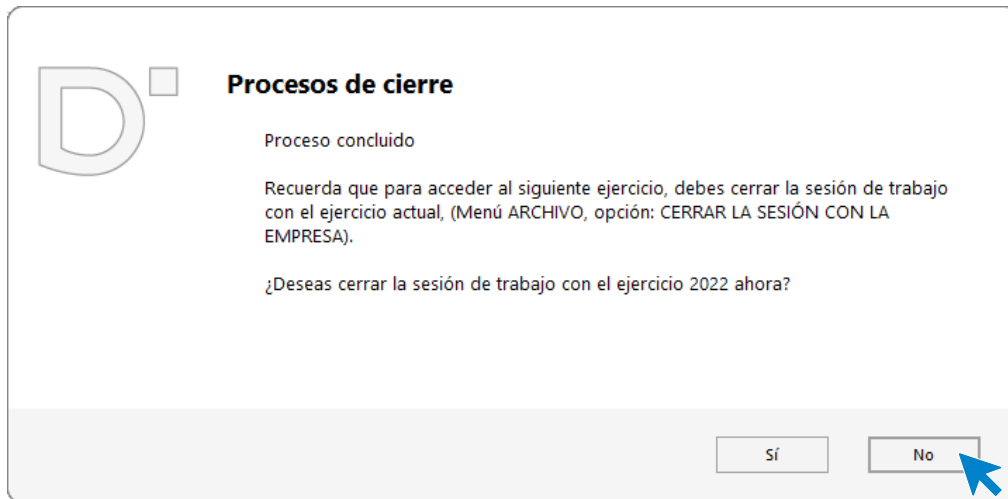 Procesos de cierre
Proceso concluido
Recuerda que para acceder al siguiente ejercicio, debes cerrar la sesión de trabajo
con el ejercicio actual, (Menú ARCHIVO, opción: CERRAR LA SESIÓN CON LA
EMPRESA).
¿Deseas cerrar la sesión de trabajo con el ejercicio 2022 ahora?
Sí
No